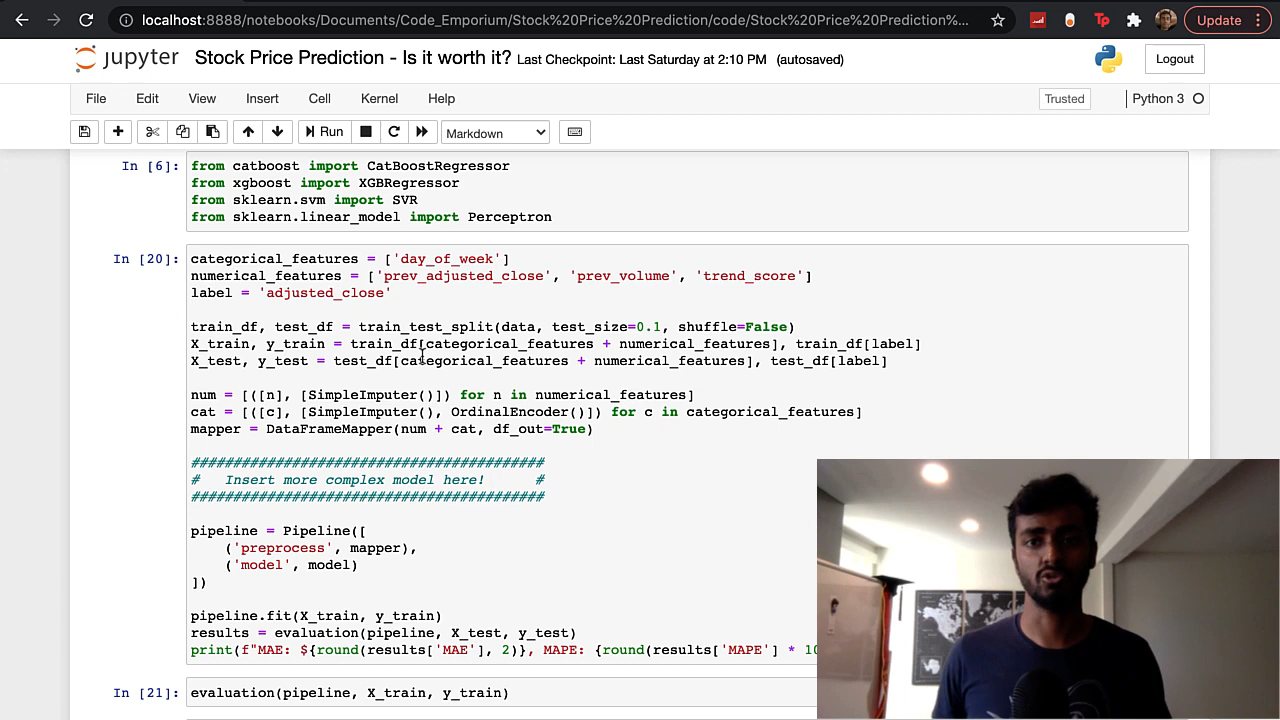 localhost:8888/notebooks/Documents/Code_Emporium/Stock%20Price%20Prediction/code/Stock%20Price%20Prediction%...
Tp
Update
jupyter Stock Price Prediction - Is it worth it? Last Checkpoint: Last Saturday at 2:10 PM (autosaved)
Logout
File Edit View Insert Cell Kernel Help
Trusted
Python 3
Run
Markdown
In [6]:
from catboost import CatBoostRegressor
from xgboost import XGBRegressor
from sklearn.svm import SVR
from sklearn.linear_model import Perceptron
In [20]:
categorical_features = ['day_of_week']
numerical_features = ['prev_adjusted_close', 'prev_volume', 'trend_score']
label = 'adjusted_close'
train_df, test_df = train_test_split(data, test_size=0.1, shuffle=False)
X_train, y_train = train_df[categorical_features + numerical_features], train_df[label]
X_test, y_test = test_df[categorical_features + numerical_features], test_df[label]
num = [([n], [SimpleImputer()]) for n in numerical_features]
cat = [([c], [SimpleImputer(), OrdinalEncoder()]) for c in categorical_features]
mapper = DataFrameMapper(num + cat, df_out=True)
##########################################
#   Insert more complex model here!      #
##########################################
pipeline = Pipeline([
    ('preprocess', mapper),
    ('model', model)
])
pipeline.fit(X_train, y_train)
results = evaluation(pipeline, X_test, y_test)
print(f"MAE: ${round(results['MAE'], 2)}, MAPE: {round(results['MAPE'] * 10
In [21]:
evaluation(pipeline, X_train, y_train)